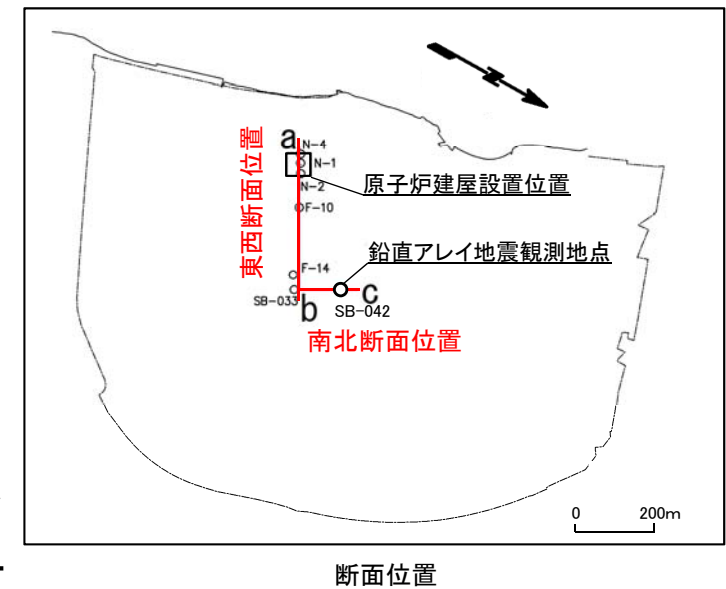 N
a
N-4
N-1
N-2
原子炉建屋設置位置
東西断面位置
F-10
鉛直アレイ地震観測地点
F-14
SB-033
b
c
SB-042
南北断面位置
0 200m
断面位置